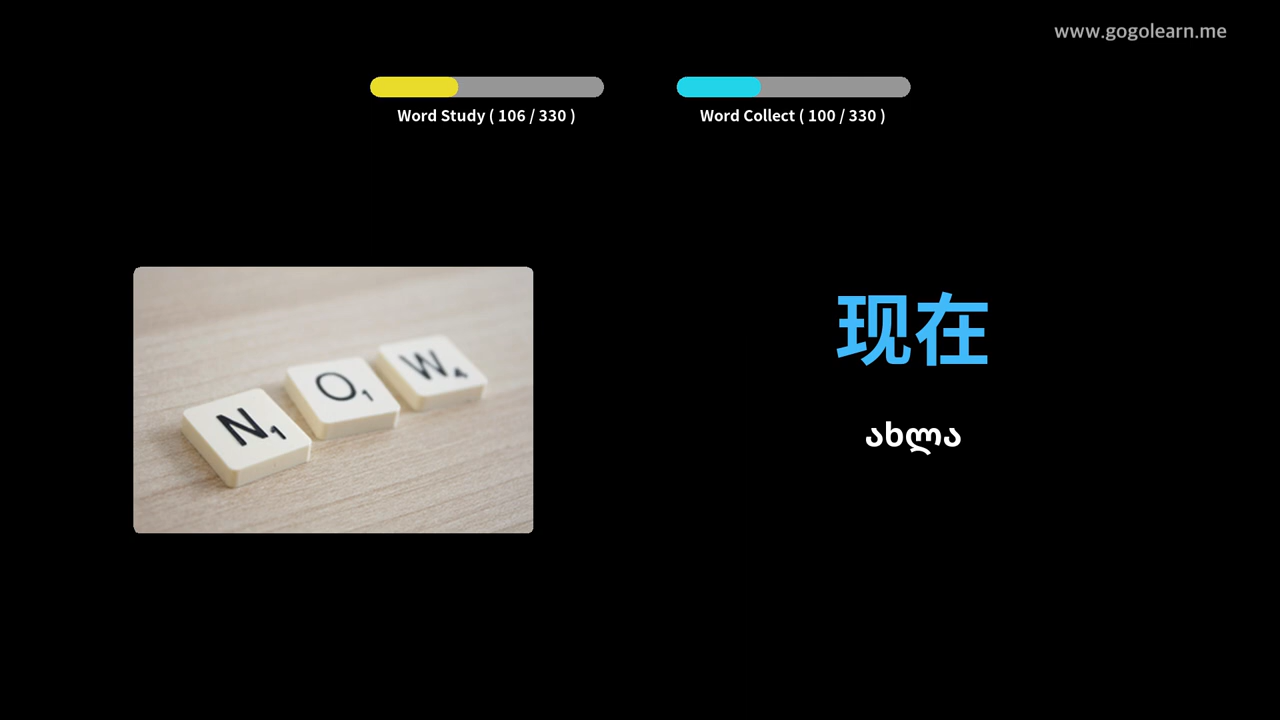 www.gogolearn.me
Word Study ( 106 / 330 )
Word Collect ( 100 / 330 )
N1 O1 W4
现在
ახლა